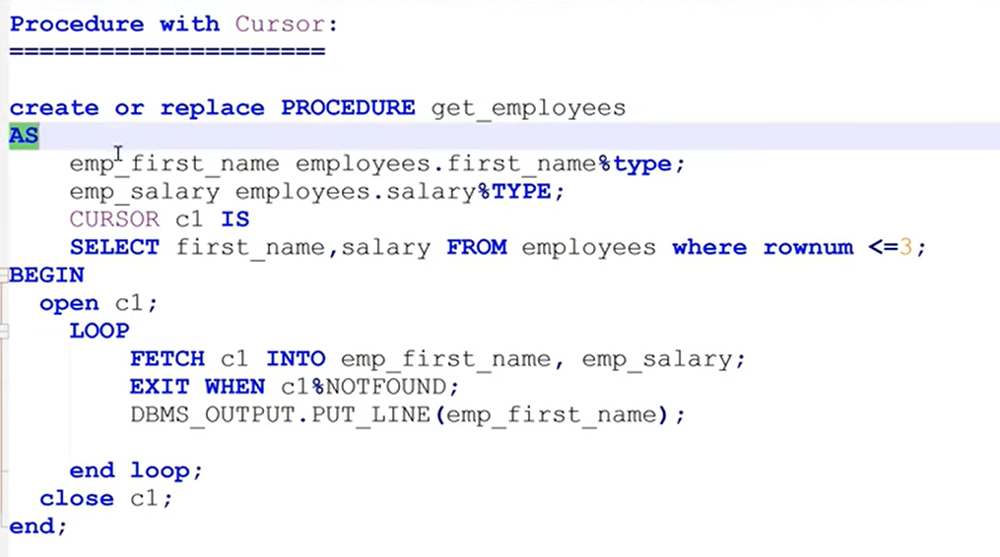 Procedure with Cursor:
=====================
create or replace PROCEDURE get_employees
AS
emp_first_name employees.first_name%type;
emp_salary employees.salary%TYPE;
CURSOR c1 IS
SELECT first_name,salary FROM employees where rownum <=3;
BEGIN
open c1;
LOOP
FETCH c1 INTO emp_first_name, emp_salary;
EXIT WHEN c1%NOTFOUND;
DBMS_OUTPUT.PUT_LINE(emp_first_name);
end loop;
close c1;
end;